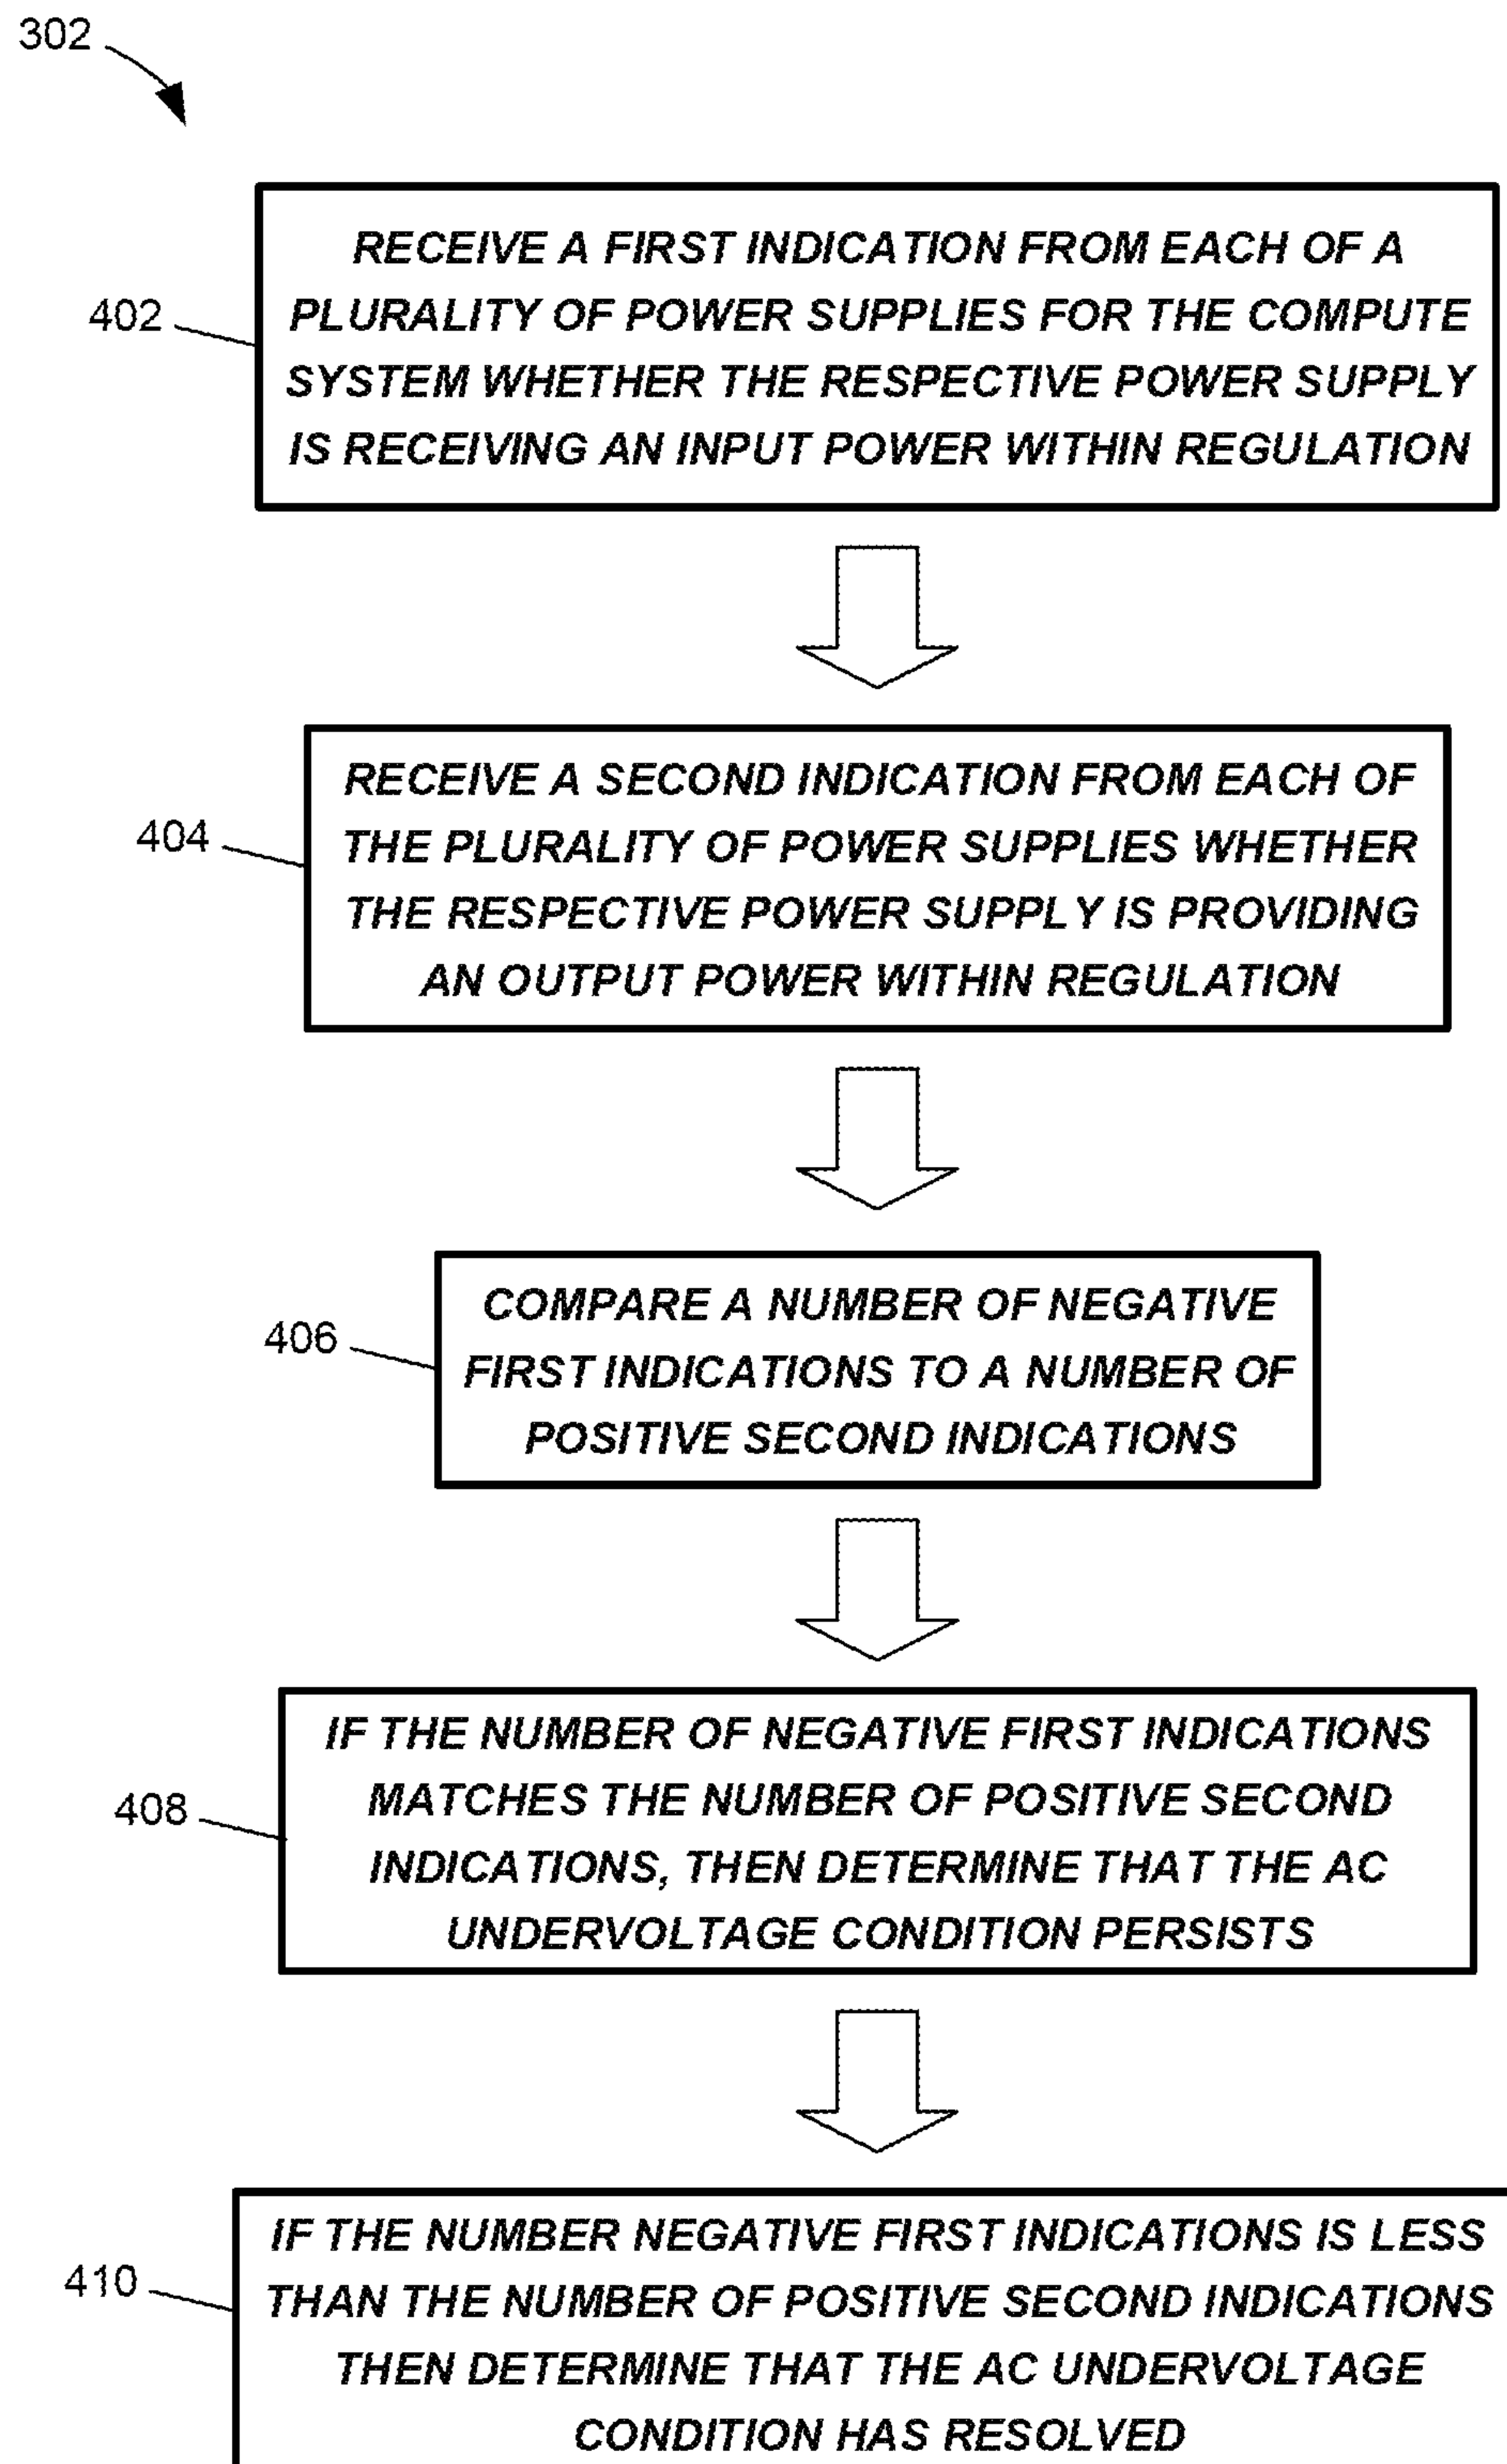 302
RECEIVE A FIRST INDICATION FROM EACH OF A
PLURALITY OF POWER SUPPLIES FOR THE COMPUTE
SYSTEM WHETHER THE RESPECTIVE POWER SUPPLY
IS RECEIVING AN INPUT POWER WITHIN REGULATION
402
RECEIVE A SECOND INDICATION FROM EACH OF
THE PLURALITY OF POWER SUPPLIES WHETHER
THE RESPECTIVE POWER SUPPLY IS PROVIDING
AN OUTPUT POWER WITHIN REGULATION
404
COMPARE A NUMBER OF NEGATIVE
FIRST INDICATIONS TO A NUMBER OF
POSITIVE SECOND INDICATIONS
406
IF THE NUMBER OF NEGATIVE FIRST INDICATIONS
MATCHES THE NUMBER OF POSITIVE SECOND
INDICATIONS, THEN DETERMINE THAT THE AC
UNDERVOLTAGE CONDITION PERSISTS
408
IF THE NUMBER NEGATIVE FIRST INDICATIONS IS LESS
THAN THE NUMBER OF POSITIVE SECOND INDICATIONS
THEN DETERMINE THAT THE AC UNDERVOLTAGE
CONDITION HAS RESOLVED
410